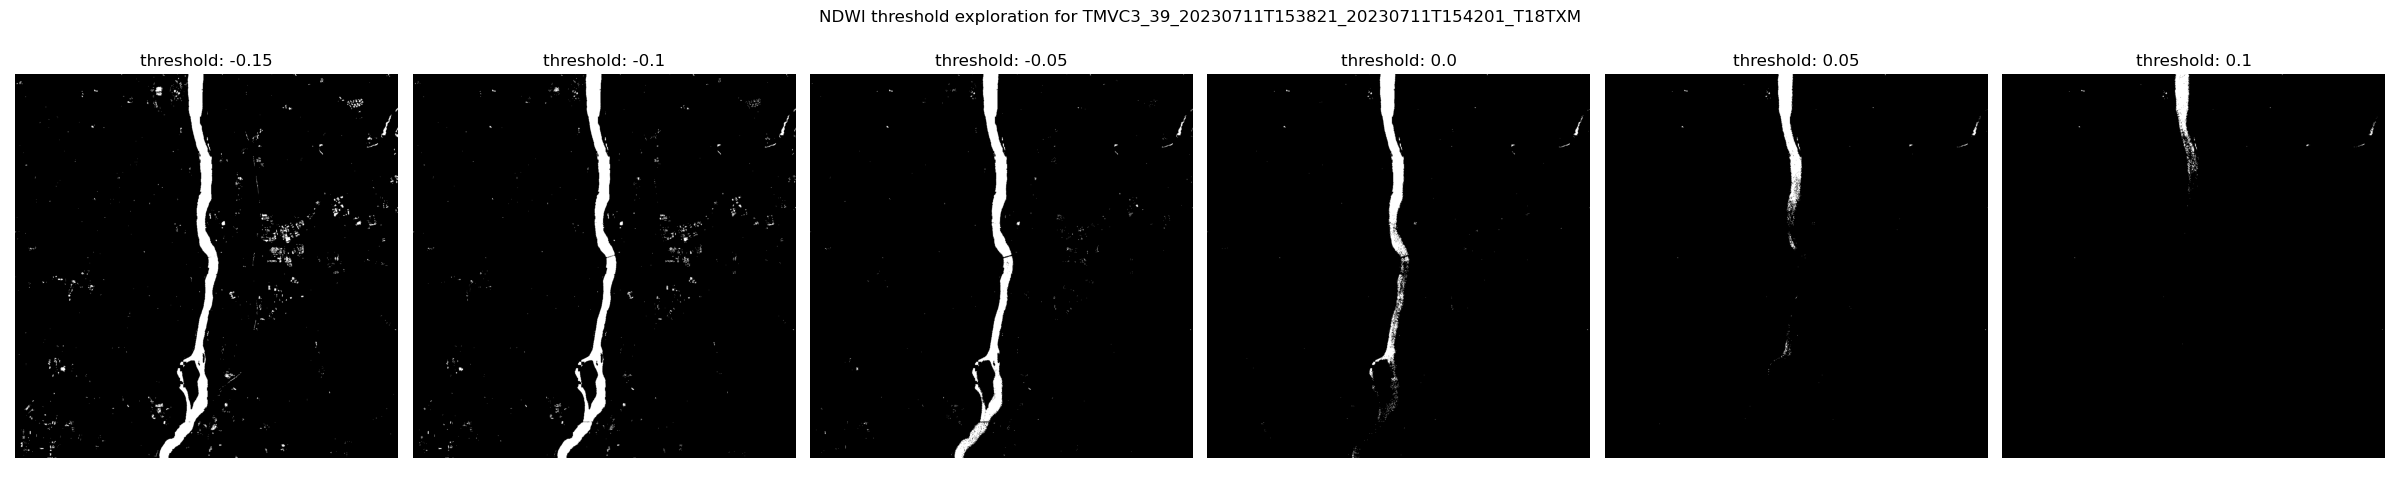 NDWI threshold exploration for TMVC3_39_20230711T153821_20230711T154201_T18TXM
threshold: -0.15
threshold: -0.1
threshold: -0.05
threshold: 0.0
threshold: 0.05
threshold: 0.1